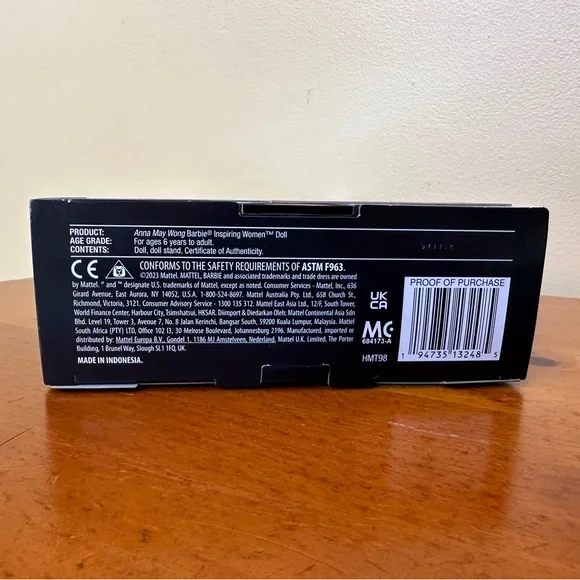 PRODUCT: Anna May Wong Barbie® Inspiring Women™ Doll
AGE GRADE: For ages 6 years to adult.
CONTENTS: Doll, doll stand, Certificate of Authenticity.
CE CONFORMS TO THE SAFETY REQUIREMENTS OF ASTM F963.
©2023 Mattel. MATTEL, BARBIE and associated trademarks and trade dress are owned
by Mattel. ® and ™ designate U.S. trademarks of Mattel, except as noted. Consumer Services - Mattel, Inc., 636
Girard Avenue, East Aurora, NY 14052, U.S.A. 1-800-524-8697. Mattel Australia Pty. Ltd., 658 Church St.,
Richmond, Victoria, 3121. Consumer Advisory Service - 1300 135 312. Mattel East Asia Ltd., 12/F, South Tower,
World Finance Center, Harbour City, Tsimshatsui, HKSAR. Diimport & Diedarkan Oleh: Mattel Continental Asia Sdn
Bhd. Level 19, Tower 3, Avenue 7, No. 8 Jalan Kerinchi, Bangsar South, 59200 Kuala Lumpur, Malaysia. Mattel
South Africa (PTY) LTD, Office 102 I3, 30 Melrose Boulevard, Johannesburg 2196. Manufactured, imported or
distributed by: Mattel Europa B.V., Gondel 1, 1186 MJ Amstelveen, Nederland. Mattel U.K. Limited, The Porter
Building, 1 Brunel Way, Slough SL1 1FQ, UK.
MADE IN INDONESIA.
UK
CA
MC
684173-A
HMT98
PROOF OF PURCHASE
1 94735 13248 5